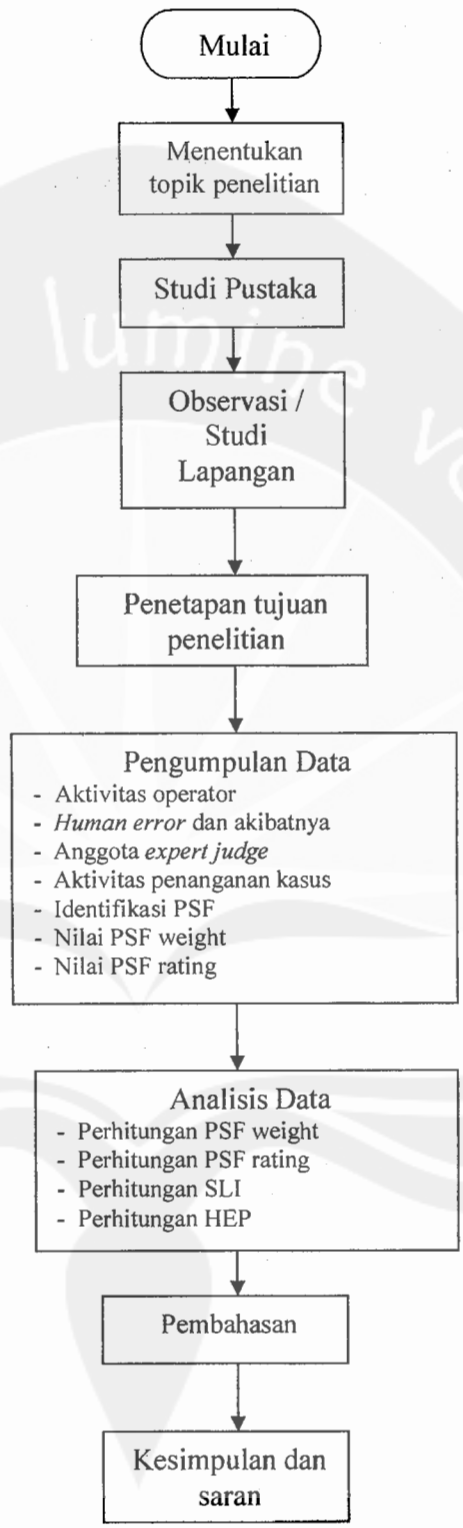 Mulai
Menentukan
topik penelitian
Studi Pustaka
lumine ve
Observasi /
Studi
Lapangan
Penetapan tujuan
penelitian
Pengumpulan Data
- Aktivitas operator
- Human error dan akibatnya
- Anggota expert judge
- Aktivitas penanganan kasus
- Identifikasi PSF
- Nilai PSF weight
- Nilai PSF rating
Analisis Data
- Perhitungan PSF weight
- Perhitungan PSF rating
- Perhitungan SLI
- Perhitungan HEP
Pembahasan
Kesimpulan dan
saran